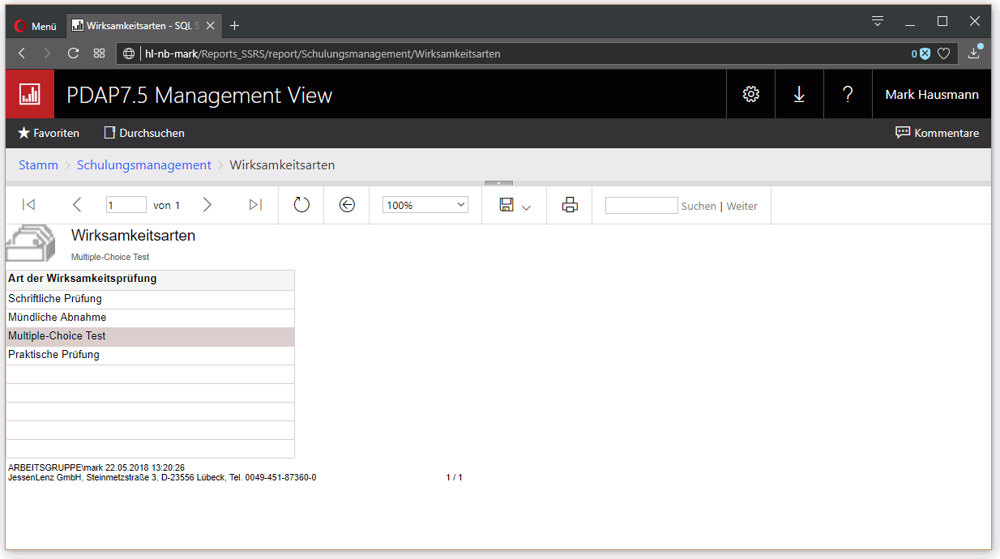 Menü
Wirksamkeitsarten - SQL S
hl-nb-mark/Reports_SSRS/report/Schulungsmanagement/Wirksamkeitsarten
0
PDAP7.5 Management View
?
Mark Hausmann
Favoriten
Durchsuchen
Kommentare
Stamm > Schulungsmanagement > Wirksamkeitsarten
1 von 1
100%
Suchen | Weiter
Wirksamkeitsarten
Multiple-Choice Test
Art der Wirksamkeitsprüfung
Schriftliche Prüfung
Mündliche Abnahme
Multiple-Choice Test
Praktische Prüfung
ARBEITSGRUPPE\mark 22.05.2018 13:20:26
JessenLenz GmbH, Steinmetzstraße 3, D-23556 Lübeck, Tel. 0049-451-87360-0
1 / 1